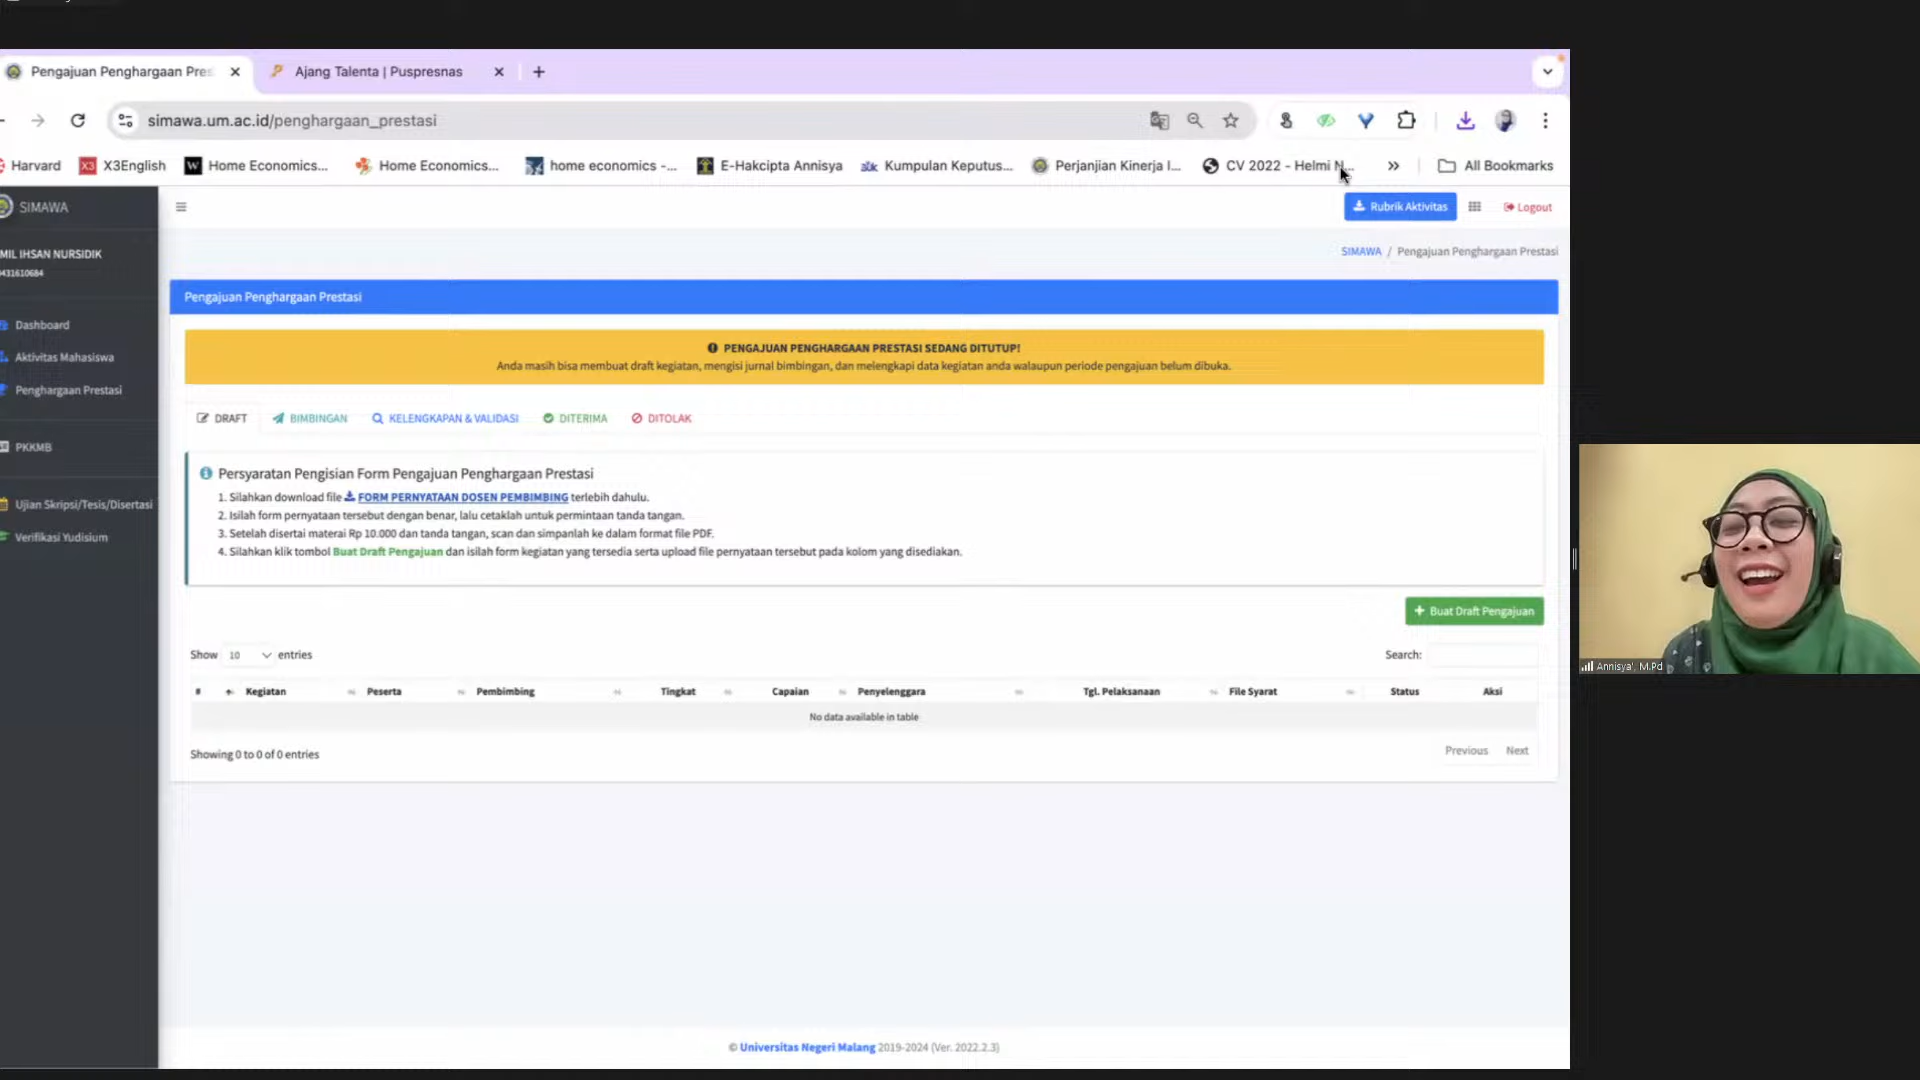 Pengajuan Penghargaan Pres
Ajang Talenta | Puspresnas
simawa.um.ac.id/penghargaan_prestasi
Harvard
X3English
Home Economics...
Home Economics...
home economics -...
E-Hakcipta Annisya
Kumpulan Keputus...
Perjanjian Kinerja I...
CV 2022 - Helmi N...
All Bookmarks
SIMAWA
Rubrik Aktivitas
Logout
MIL IHSAN NURSIDIK
431610684
SIMAWA / Pengajuan Penghargaan Prestasi
Pengajuan Penghargaan Prestasi
Dashboard
Aktivitas Mahasiswa
Penghargaan Prestasi
PKKMB
Ujian Skripsi/Tesis/Disertasi
Verifikasi Yudisium
PENGAJUAN PENGHARGAAN PRESTASI SEDANG DITUTUP!
Anda masih bisa membuat draft kegiatan, mengisi jurnal bimbingan, dan melengkapi data kegiatan anda walaupun periode pengajuan belum dibuka.
DRAFT BIMBINGAN KELENGKAPAN & VALIDASI DITERIMA DITOLAK
Persyaratan Pengisian Form Pengajuan Penghargaan Prestasi
1. Silahkan download file FORM PERNYATAAN DOSEN PEMBIMBING terlebih dahulu.
2. Isilah form pernyataan tersebut dengan benar, lalu cetaklah untuk permintaan tanda tangan.
3. Setelah disertai materai Rp 10.000 dan tanda tangan, scan dan simpanlah ke dalam format file PDF.
4. Silahkan klik tombol Buat Draft Pengajuan dan isilah form kegiatan yang tersedia serta upload file pernyataan tersebut pada kolom yang disediakan.
Buat Draft Pengajuan
Show 10 entries
Search:
# Kegiatan Peserta Pembimbing Tingkat Capaian Penyelenggara Tgl. Pelaksanaan File Syarat Status Aksi
No data available in table
Showing 0 to 0 of 0 entries
Previous Next
© Universitas Negeri Malang 2019-2024 (Ver. 2022.2.3)
Annisya', M.Pd